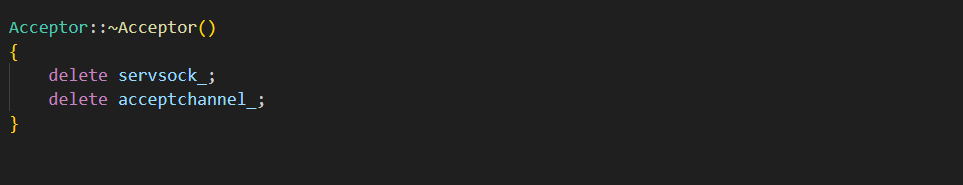 Acceptor::~Acceptor()
{
    delete servsock_;
    delete acceptchannel_;
}